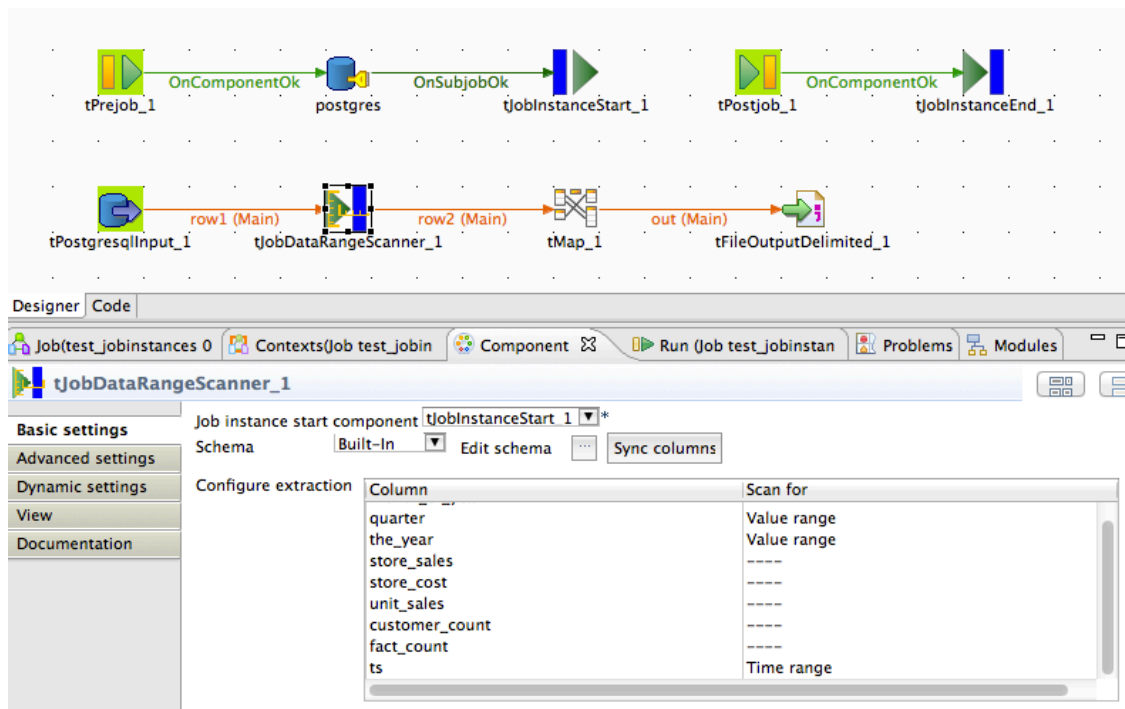 OnComponentOk OnSubjobOk OnComponentOk
tPrejob_1 postgres tJobInstanceStart_1 tPostjob_1 tJobInstanceEnd_1
row1 (Main) row2 (Main) out (Main)
tPostgresqlInput_1 tJobDataRangeScanner_1 tMap_1 tFileOutputDelimited_1
Designer Code
Job(test_jobinstances 0 Contexts(Job test_jobin Component Run (Job test_jobinstan Problems Modules
tJobDataRangeScanner_1
Basic settings
Advanced settings
Dynamic settings
View
Documentation
Job instance start component tJobInstanceStart_1 *
Schema Built-In Edit schema ... Sync columns
Configure extraction
Column Scan for
quarter Value range
the_year Value range
store_sales ----
store_cost ----
unit_sales ----
customer_count ----
fact_count ----
ts Time range